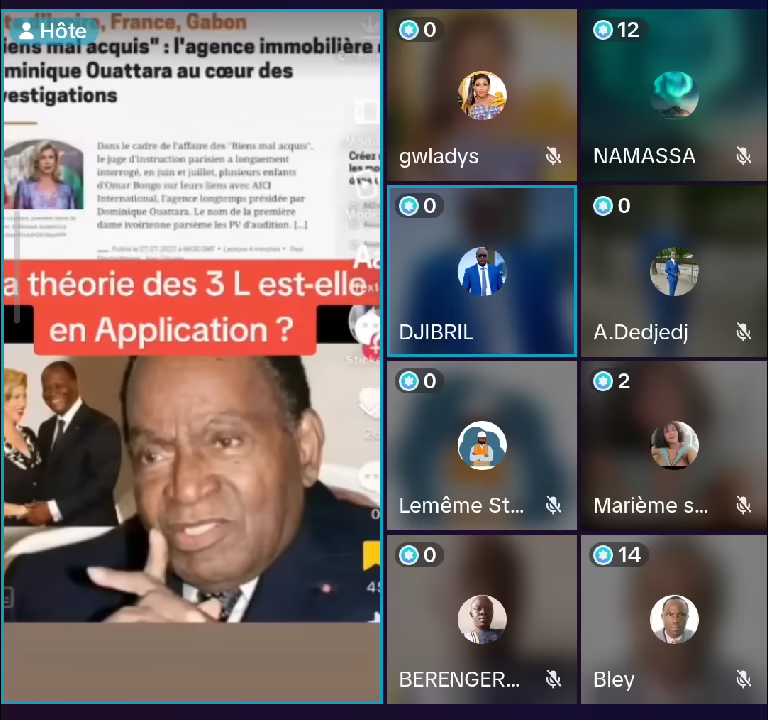 Hôte
d'Ivoire, France, Gabon
iens mal acquis" : l'agence immobilière
minique Ouattara au cœur des
vestigations
Dans le cadre de l'affaire des "Biens mal acquis",
le juge d'instruction parisien a longuement
interrogé, en juin et juillet, plusieurs enfants
d'Omar Bongo sur leurs liens avec AICI
International, l'agence longtemps présidée par
Dominique Ouattara. Le nom de la première
dame ivoirienne parsème les PV d'audition. [...]
Créez
les mo
a théorie des 3 L est-elle
en Application ?
0
gwladys
12
NAMASSA
0
DJIBRIL
0
A.Dedjedj
0
Lemême St...
2
Marième s...
0
BERENGER...
14
Bley